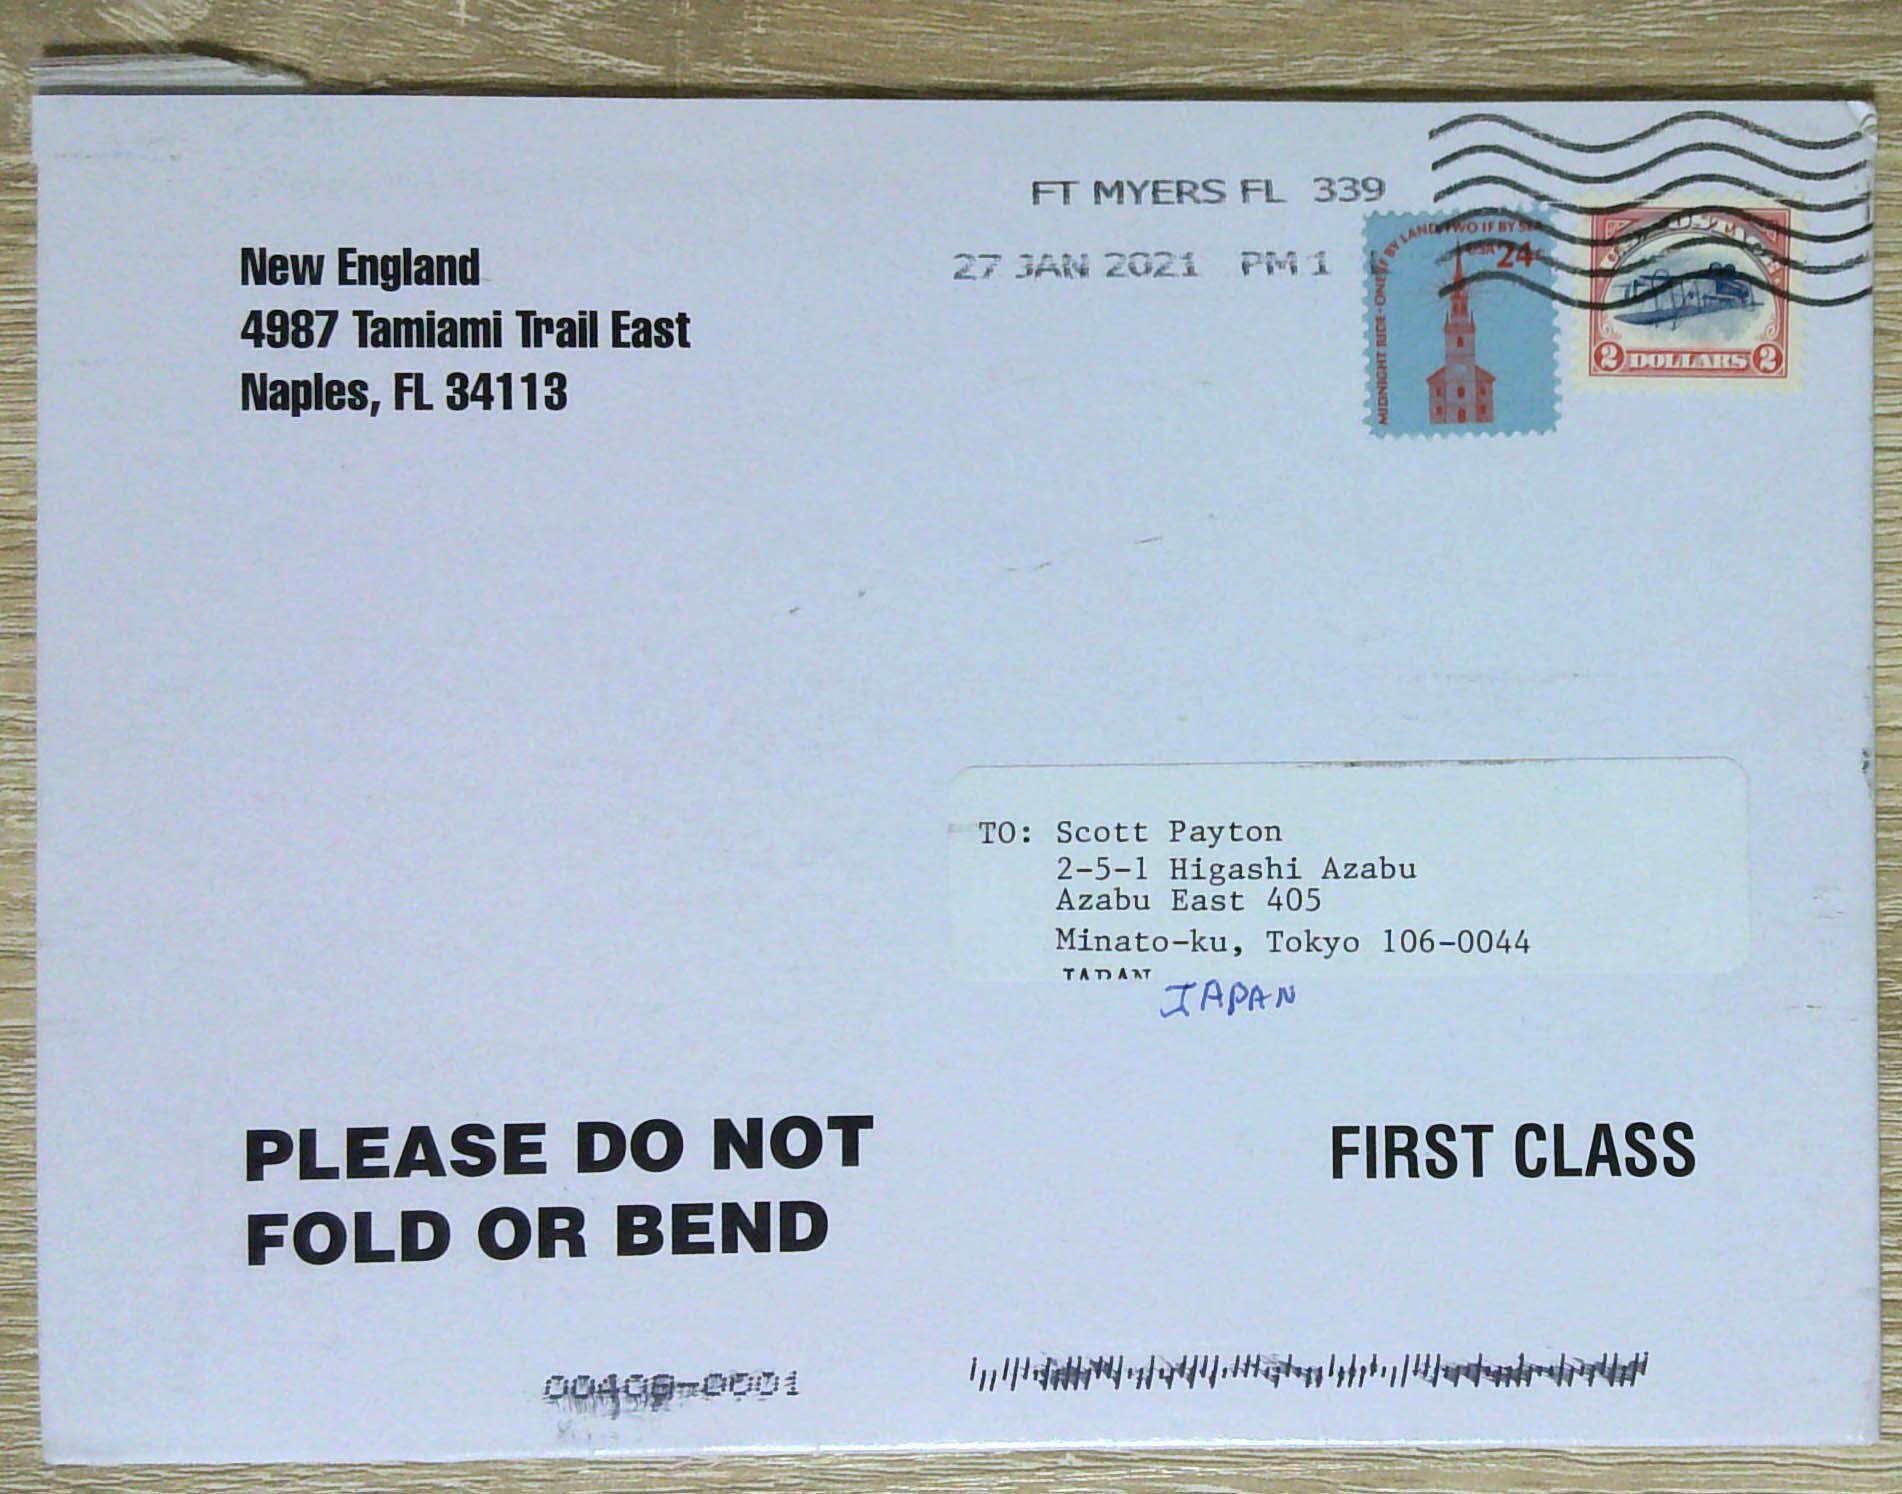 FT MYERS FL 339
27 JAN 2021 PM 1
New England
4987 Tamiami Trail East
Naples, FL 34113
MIDNIGHT RIDE · ONE IF BY LAND, TWO IF BY SEA
USA 24c
2 DOLLARS 2
TO: Scott Payton
2-5-1 Higashi Azabu
Azabu East 405
Minato-ku, Tokyo 106-0044
JAPAN
JAPAN
PLEASE DO NOT
FOLD OR BEND
FIRST CLASS